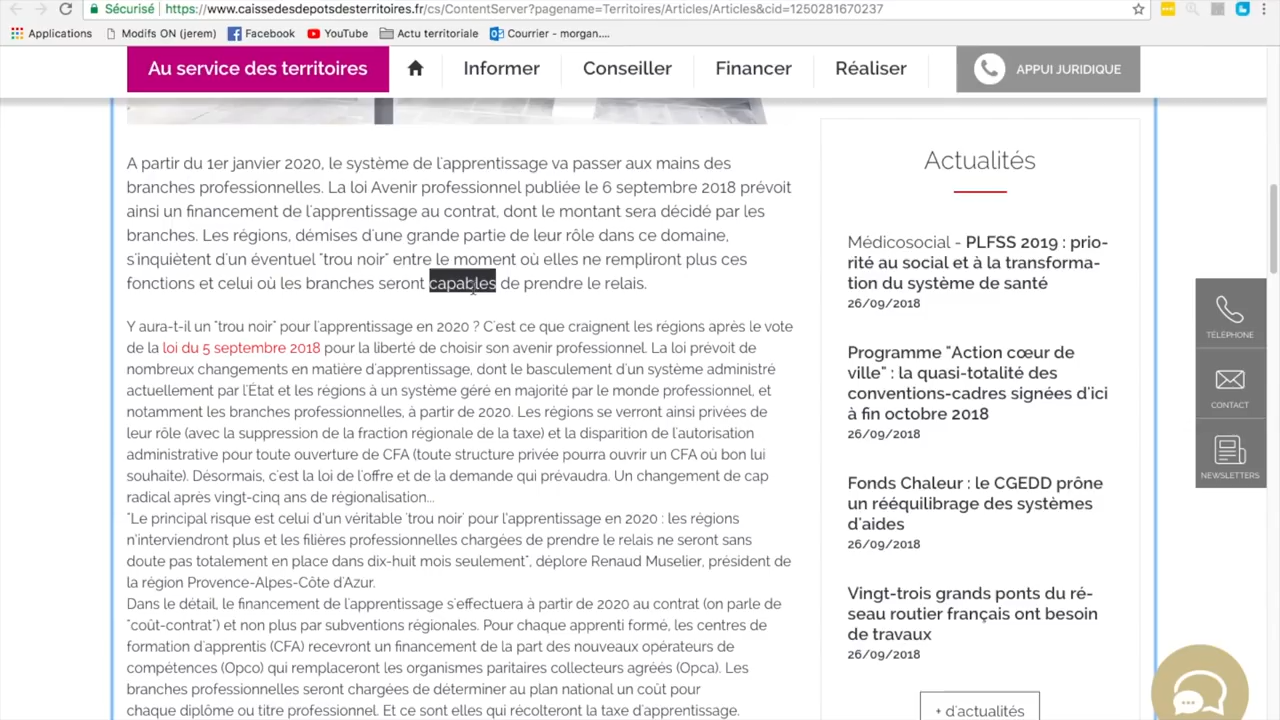 Sécurisé https://www.caissedesdepotsdesterritoires.fr/cs/ContentServer?pagename=Territoires/Articles/Articles&cid=1250281670237
Applications Modifs ON (jerem) Facebook YouTube Actu territoriale Courrier - morgan....
Au service des territoires Informer Conseiller Financer Réaliser APPUI JURIDIQUE
A partir du 1er janvier 2020, le système de l'apprentissage va passer aux mains des
branches professionnelles. La loi Avenir professionnel publiée le 6 septembre 2018 prévoit
ainsi un financement de l'apprentissage au contrat, dont le montant sera décidé par les
branches. Les régions, démises d'une grande partie de leur rôle dans ce domaine,
s'inquiètent d'un éventuel "trou noir" entre le moment où elles ne rempliront plus ces
fonctions et celui où les branches seront capables de prendre le relais.
Y aura-t-il un "trou noir" pour l'apprentissage en 2020 ? C'est ce que craignent les régions après le vote
de la loi du 5 septembre 2018 pour la liberté de choisir son avenir professionnel. La loi prévoit de
nombreux changements en matière d'apprentissage, dont le basculement d'un système administré
actuellement par l'État et les régions à un système géré en majorité par le monde professionnel, et
notamment les branches professionnelles, à partir de 2020. Les régions se verront ainsi privées de
leur rôle (avec la suppression de la fraction régionale de la taxe) et la disparition de l'autorisation
administrative pour toute ouverture de CFA (toute structure privée pourra ouvrir un CFA où bon lui
souhaite). Désormais, c'est la loi de l'offre et de la demande qui prévaudra. Un changement de cap
radical après vingt-cinq ans de régionalisation...
"Le principal risque est celui d'un véritable 'trou noir' pour l'apprentissage en 2020 : les régions
n'interviendront plus et les filières professionnelles chargées de prendre le relais ne seront sans
doute pas totalement en place dans dix-huit mois seulement", déplore Renaud Muselier, président de
la région Provence-Alpes-Côte d'Azur.
Dans le détail, le financement de l'apprentissage s'effectuera à partir de 2020 au contrat (on parle de
"coût-contrat") et non plus par subventions régionales. Pour chaque apprenti formé, les centres de
formation d'apprentis (CFA) recevront un financement de la part des nouveaux opérateurs de
compétences (Opco) qui remplaceront les organismes paritaires collecteurs agréés (Opca). Les
branches professionnelles seront chargées de déterminer au plan national un coût pour
chaque diplôme ou titre professionnel. Et ce sont elles qui récolteront la taxe d'apprentissage.
Actualités
Médicosocial - PLFSS 2019 : prio-
rité au social et à la transforma-
tion du système de santé
26/09/2018
Programme "Action cœur de
ville" : la quasi-totalité des
conventions-cadres signées d'ici
à fin octobre 2018
26/09/2018
Fonds Chaleur : le CGEDD prône
un rééquilibrage des systèmes
d'aides
26/09/2018
Vingt-trois grands ponts du ré-
seau routier français ont besoin
de travaux
26/09/2018
+ d'actualités
TÉLÉPHONE
CONTACT
NEWSLETTERS